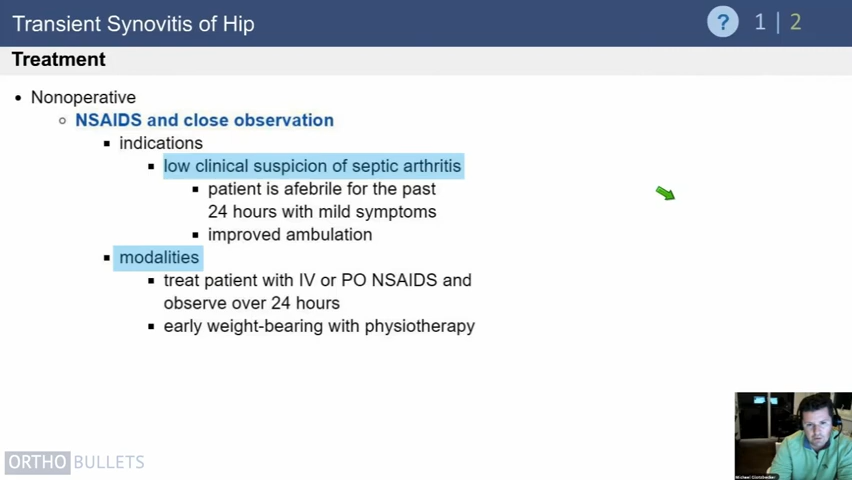 Transient Synovitis of Hip
? 1 | 2
Treatment
• Nonoperative
○ NSAIDS and close observation
▪ indications
▪ low clinical suspicion of septic arthritis
▪ patient is afebrile for the past
24 hours with mild symptoms
▪ improved ambulation
▪ modalities
▪ treat patient with IV or PO NSAIDS and
observe over 24 hours
▪ early weight-bearing with physiotherapy
ORTHOBULLETS